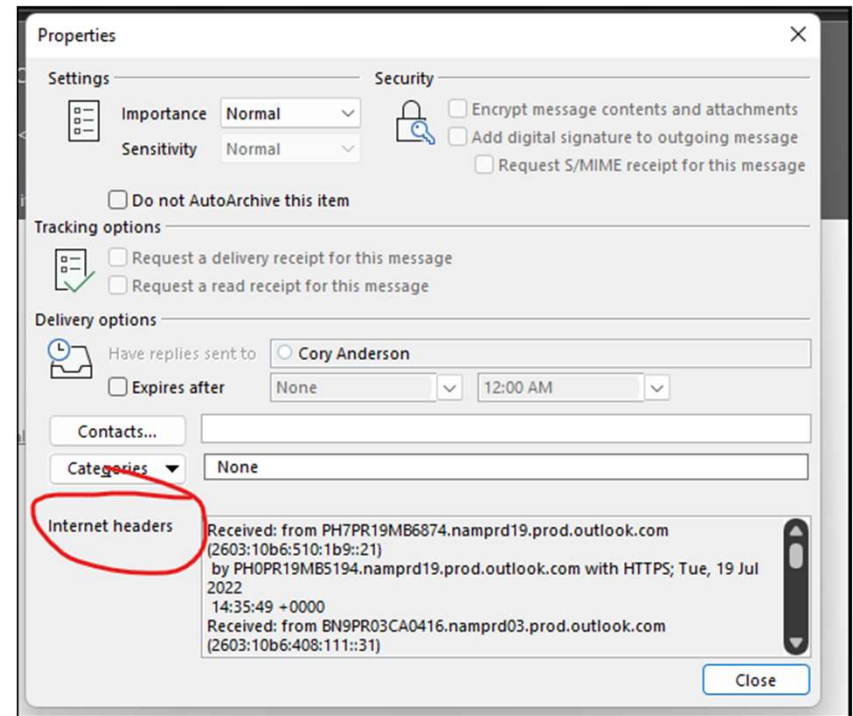 Properties
Settings
Security
Importance Normal
Encrypt message contents and attachments
Add digital signature to outgoing message
Sensitivity Normal
Request S/MIME receipt for this message
Do not AutoArchive this item
Tracking options
Request a delivery receipt for this message
Request a read receipt for this message
Delivery options
Have replies sent to Cory Anderson
Expires after None 12:00 AM
Contacts...
Categories None
Internet headers
Received: from PH7PR19MB6874.namprd19.prod.outlook.com
(2603:10b6:510:1b9::21)
by PH0PR19MB5194.namprd19.prod.outlook.com with HTTPS; Tue, 19 Jul
2022
14:35:49 +0000
Received: from BN9PR03CA0416.namprd03.prod.outlook.com
(2603:10b6:408:111::31)
Close